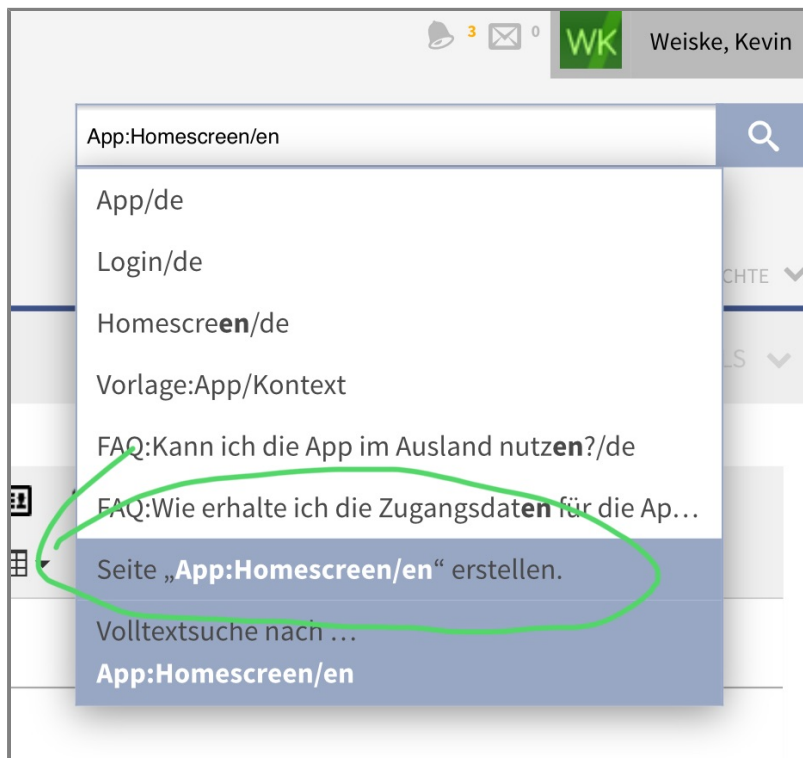 3 0 WK Weiske, Kevin
App:Homescreen/en
App/de
Login/de
CHTE
Homescreen/de
LS
Vorlage:App/Kontext
FAQ:Kann ich die App im Ausland nutzen?/de
FAQ:Wie erhalte ich die Zugangsdaten für die Ap…
Seite „App:Homescreen/en“ erstellen.
Volltextsuche nach …
App:Homescreen/en